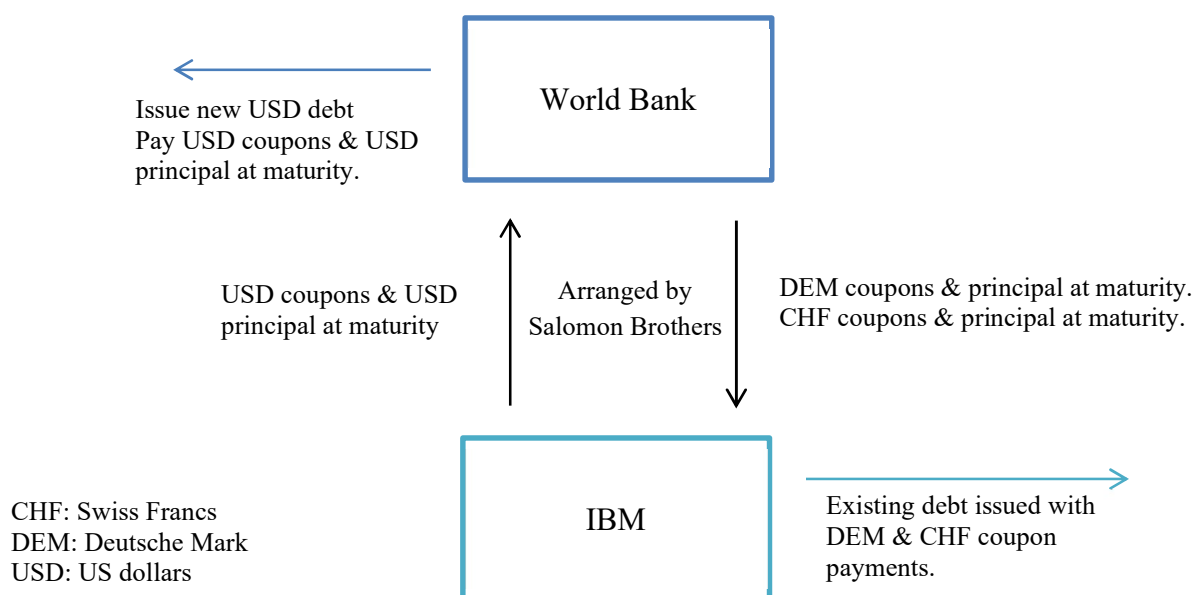 World Bank
Issue new USD debt
Pay USD coupons & USD
principal at maturity.
USD coupons & USD
principal at maturity
Arranged by
Salomon Brothers
DEM coupons & principal at maturity.
CHF coupons & principal at maturity.
IBM
Existing debt issued with
DEM & CHF coupon
payments.
CHF: Swiss Francs
DEM: Deutsche Mark
USD: US dollars